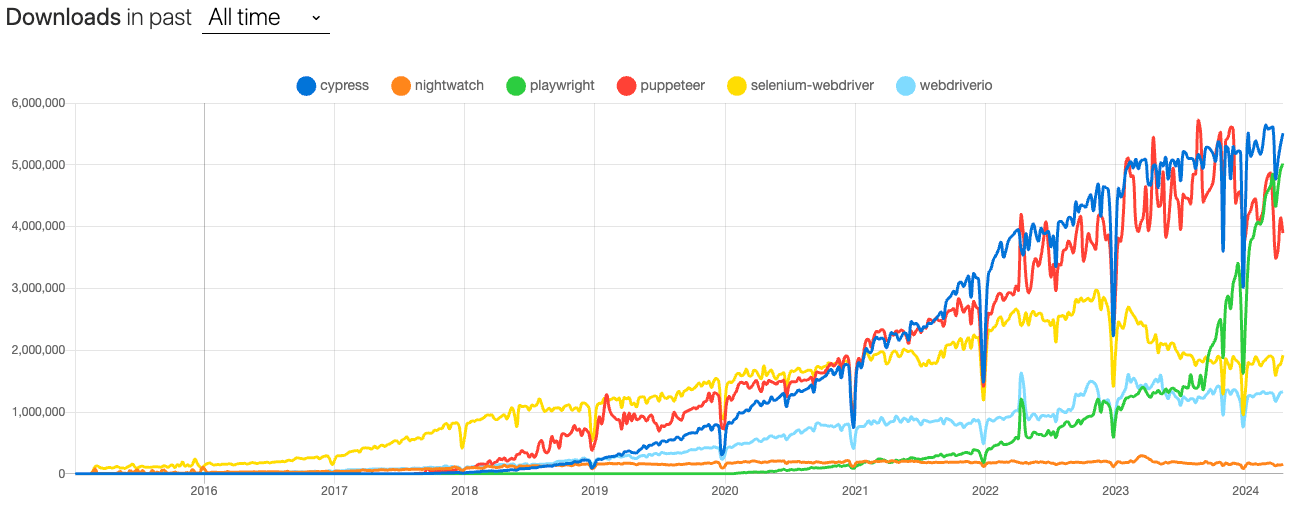 Downloads in past All time
cypress nightwatch playwright puppeteer selenium-webdriver webdriverio
6,000,000
5,000,000
4,000,000
3,000,000
2,000,000
1,000,000
0
2016 2017 2018 2019 2020 2021 2022 2023 2024